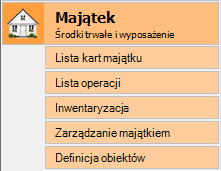 Majątek
Środki trwałe i wyposażenie
Lista kart majątku
Lista operacji
Inwentaryzacja
Zarządzanie majątkiem
Definicja obiektów